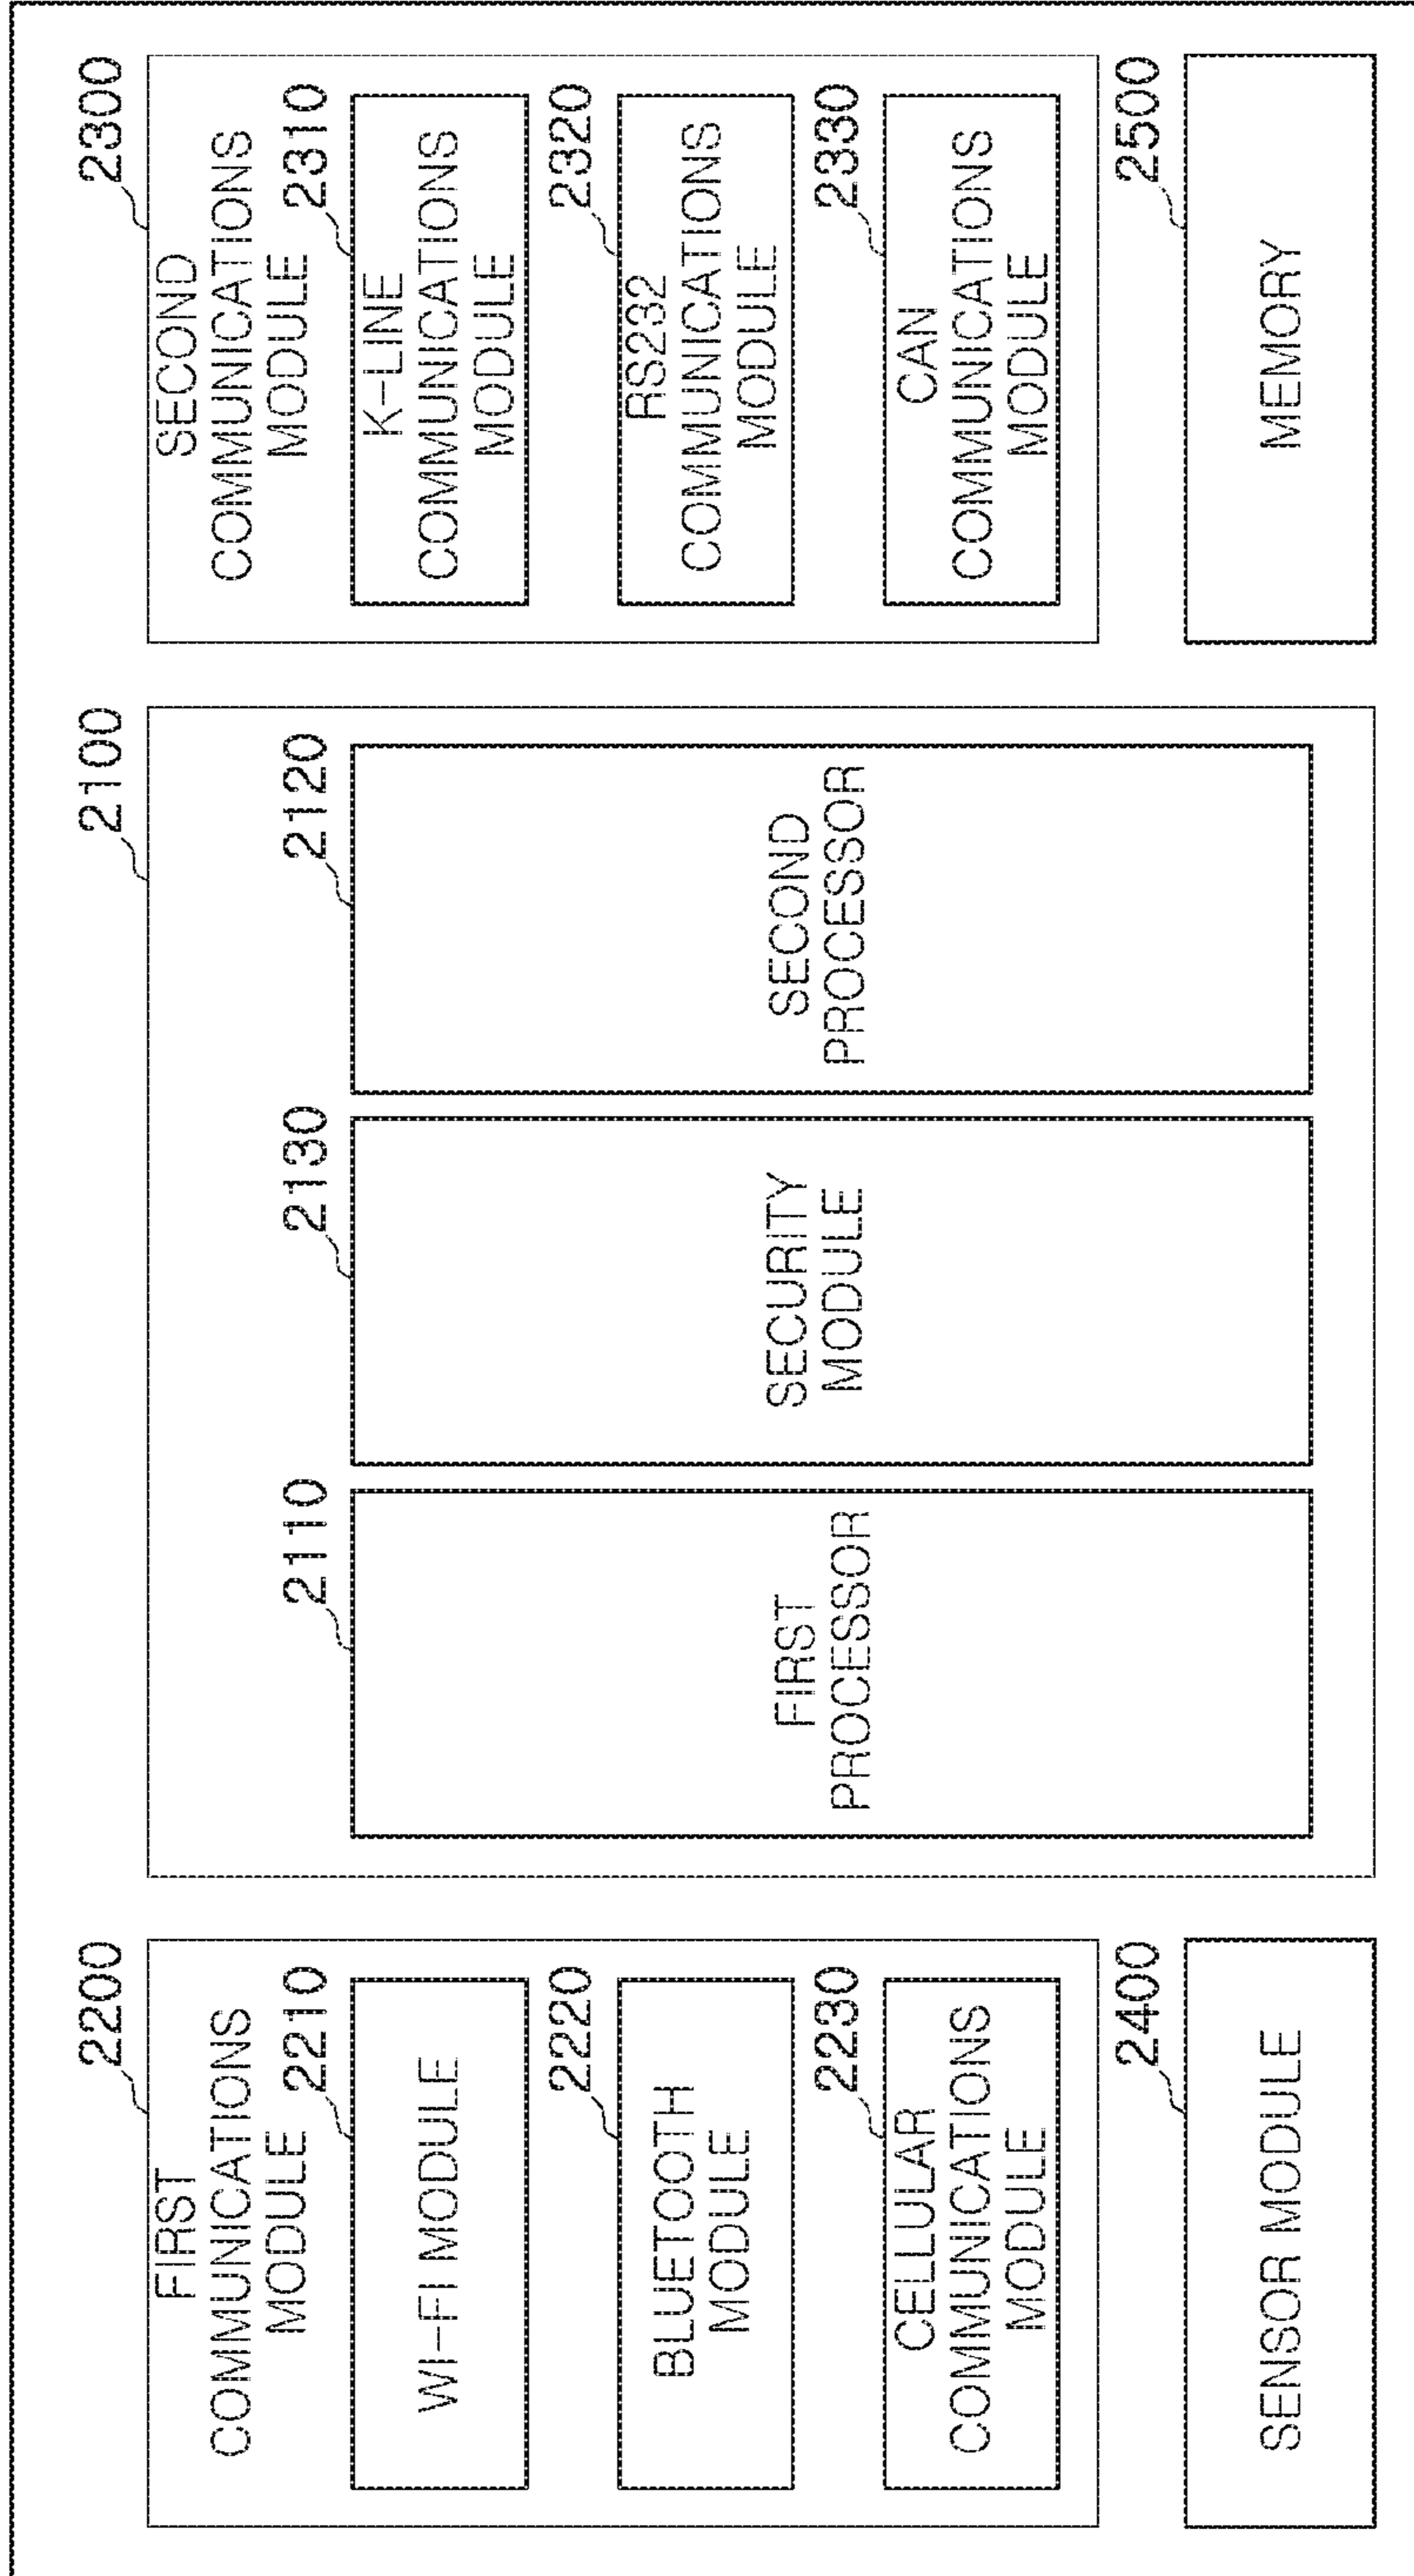 2200
FIRST
COMMUNICATIONS
MODULE
2210
WI-FI MODULE
2220
BLUETOOTH
MODULE
2230
CELLULAR
COMMUNICATIONS
MODULE
2400
SENSOR MODULE
2100
2110
FIRST
PROCESSOR
2130
SECURITY
MODULE
2120
SECOND
PROCESSOR
2300
SECOND
COMMUNICATIONS
MODULE
2310
K-LINE
COMMUNICATIONS
MODULE
2320
RS232
COMMUNICATIONS
MODULE
2330
CAN
COMMUNICATIONS
MODULE
2500
MEMORY